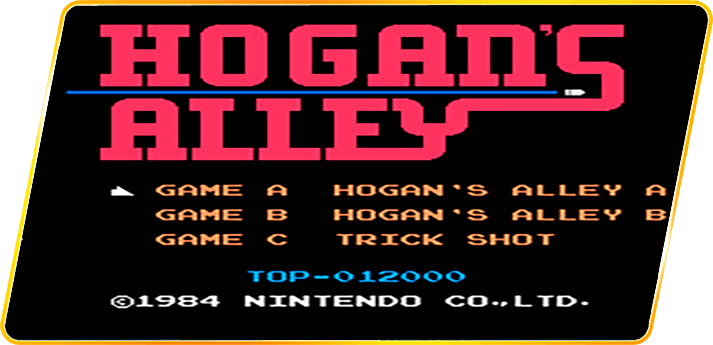 HOGAN'S
ALLEY
GAME A HOGAN'S ALLEY A
GAME B HOGAN'S ALLEY B
GAME C TRICK SHOT
TOP-012000
©1984 NINTENDO CO.,LTD.